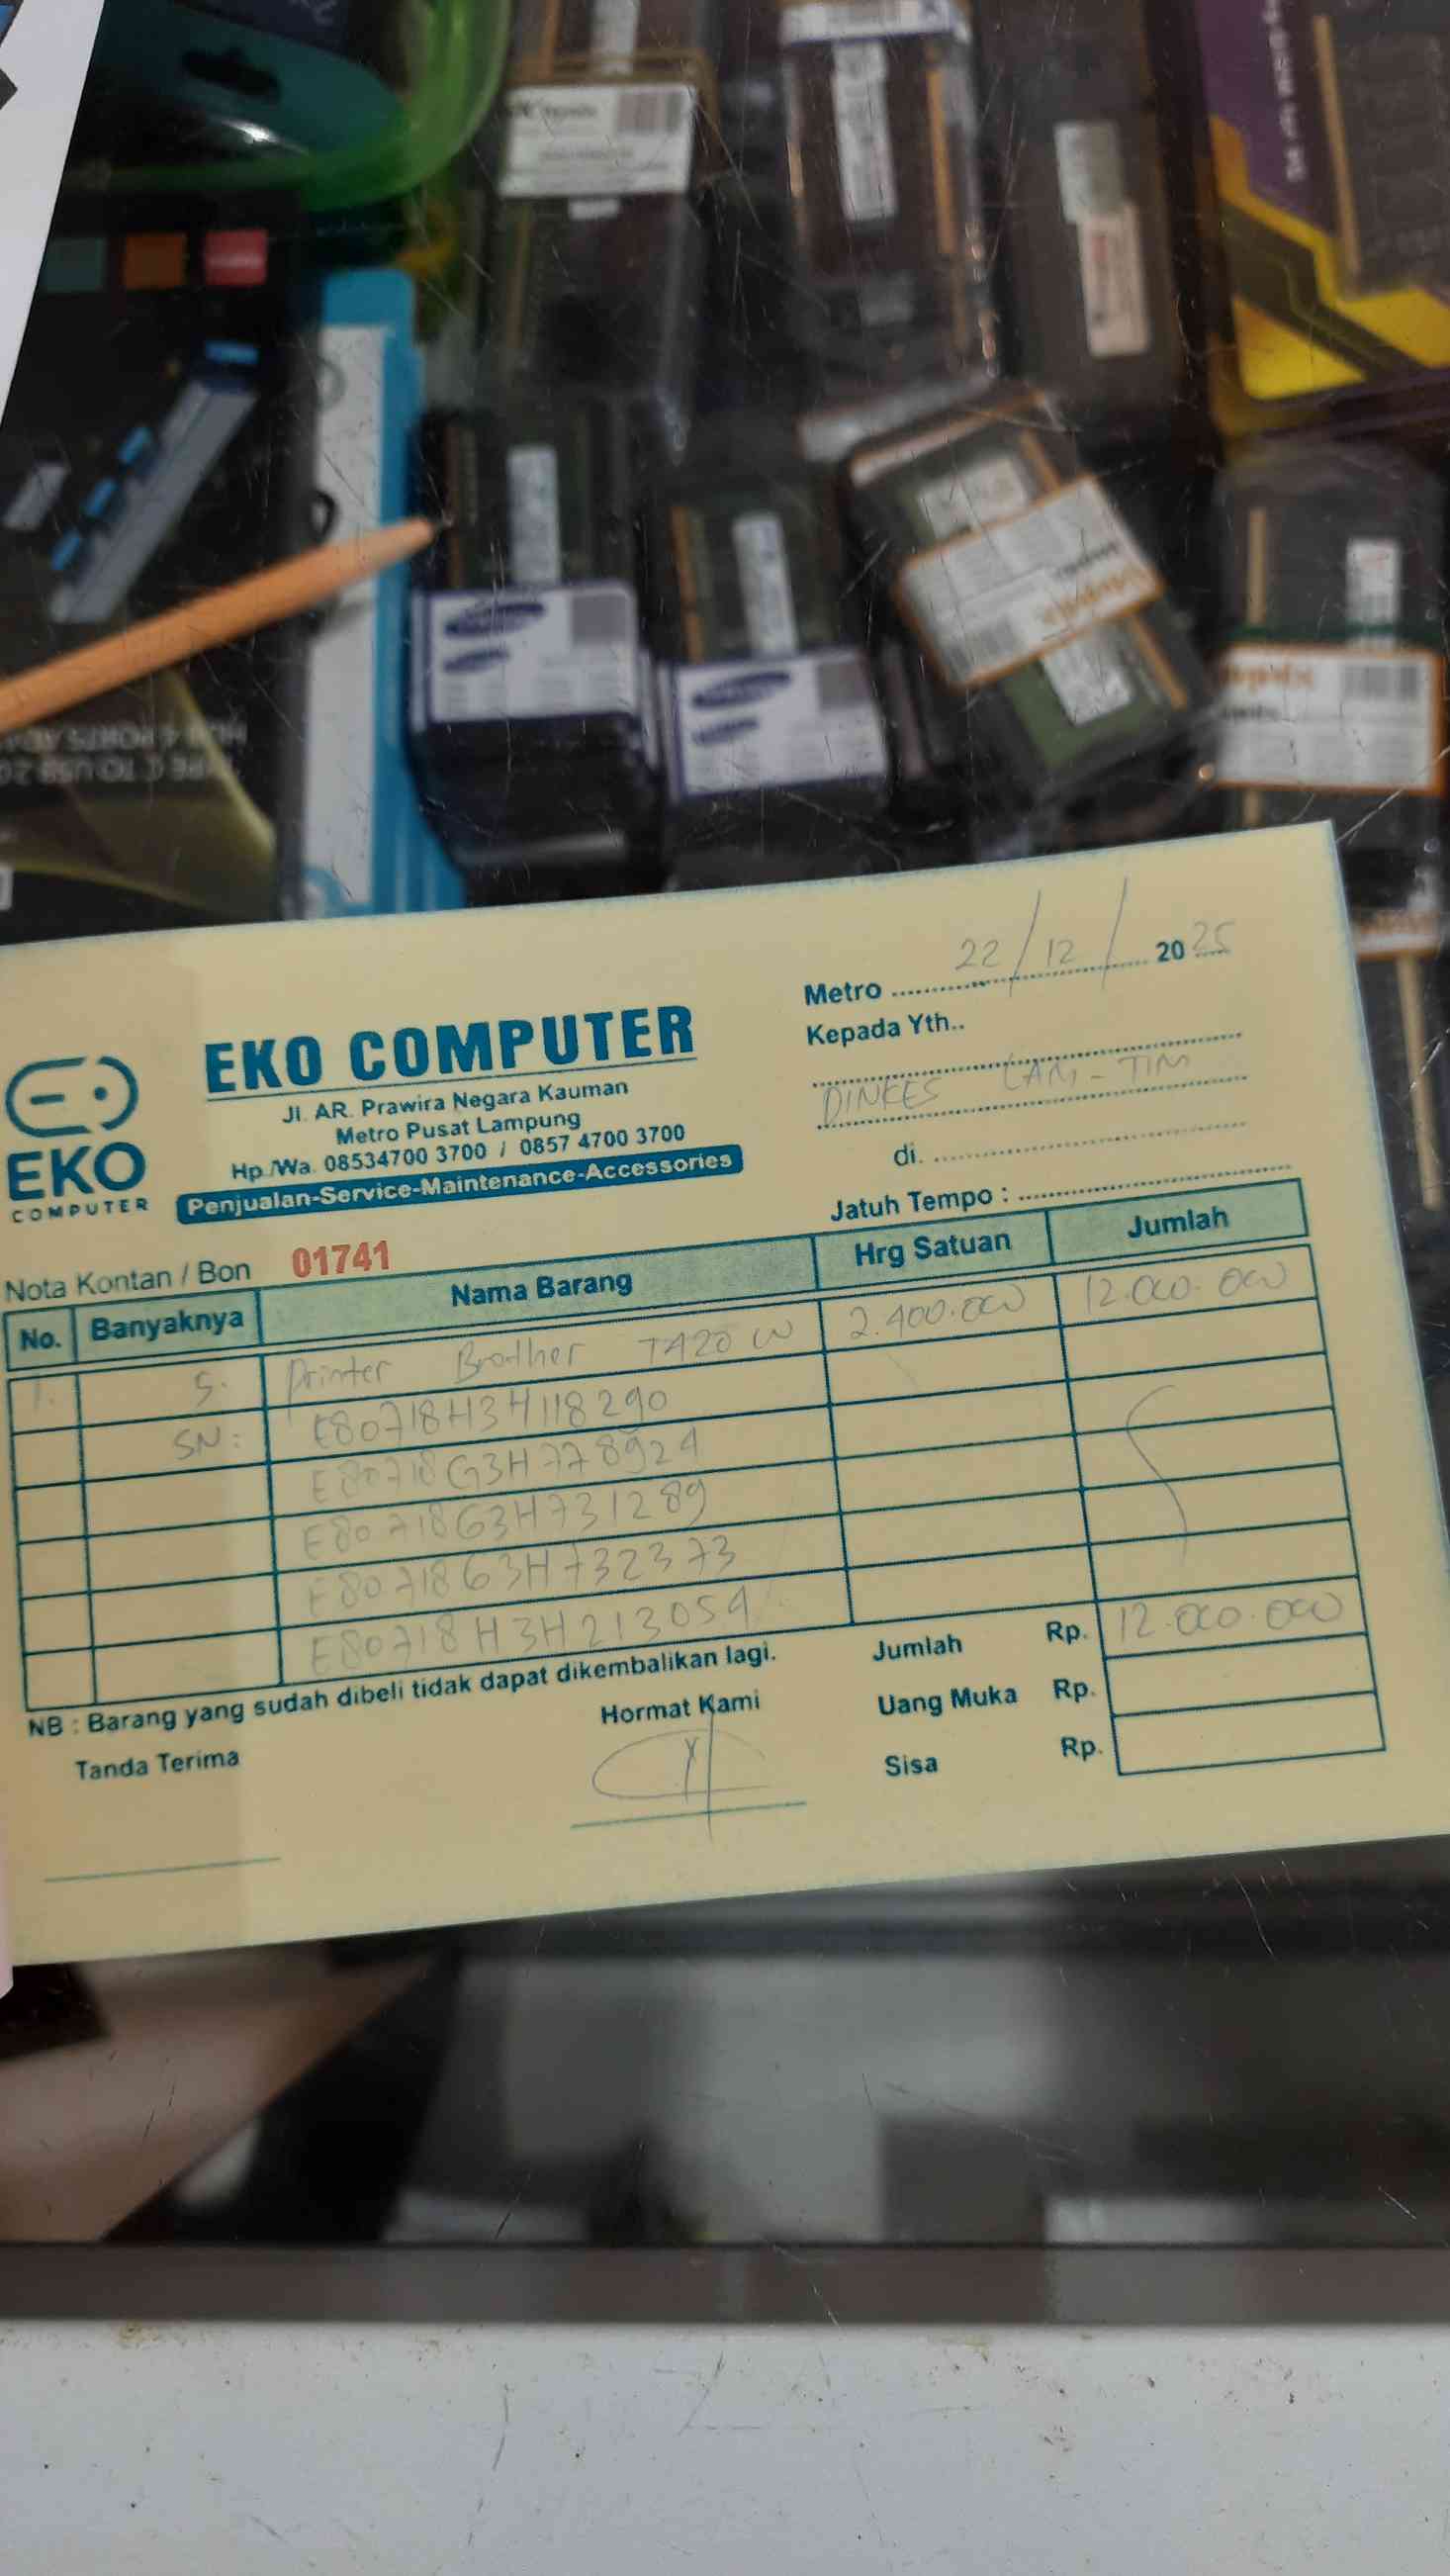 Metro 22/12/ 2025
Kepada Yth..
DINKES LAM-TIM
di.
Jatuh Tempo :
EKO COMPUTER
Jl. AR. Prawira Negara Kauman
Metro Pusat Lampung
Hp./Wa. 08534700 3700 / 0857 4700 3700
Penjualan-Service-Maintenance-Accessories
EKO
COMPUTER
Nota Kontan / Bon 01741
No. Banyaknya Nama Barang Hrg Satuan Jumlah
1. 5. Printer Brother T420 W 2.400.000 12.000.000
SN: E80718H3H118290
E80718G3H778924
E80718G3H731289
E80718G3H732373
E80718H3H213054
NB : Barang yang sudah dibeli tidak dapat dikembalikan lagi.
Jumlah Rp. 12.000.000
Uang Muka Rp.
Sisa Rp.
Tanda Terima
Hormat Kami